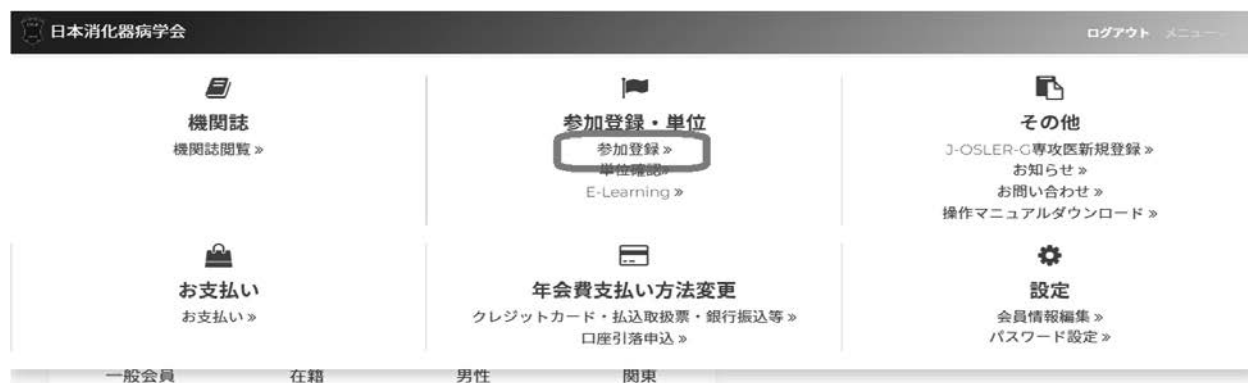 日本消化器病学会
ログアウト メニュー
機関誌
機関誌閲覧 »
参加登録・単位
参加登録 »
単位確認»
E-Learning »
その他
J-OSLER-G専攻医新規登録 »
お知らせ »
お問い合わせ »
操作マニュアルダウンロード »
お支払い
お支払い »
年会費支払い方法変更
クレジットカード・払込取扱票・銀行振込等 »
口座引落申込 »
設定
会員情報編集 »
パスワード設定 »
一般会員 在籍 男性 関東